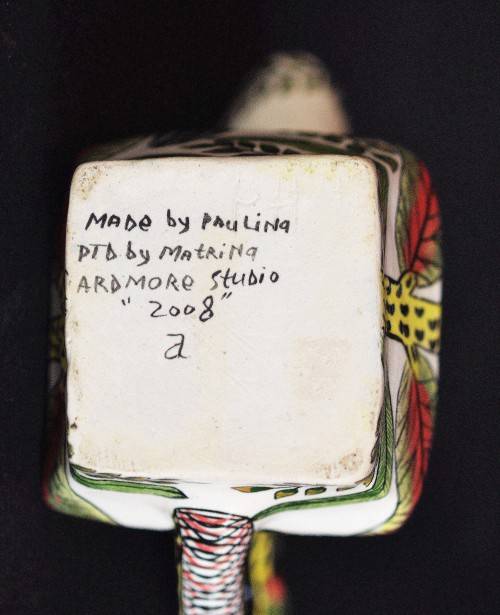 MADe by PAuLiNa
PTD by MatriNa
ARDMORe StuDio
"2008"
a